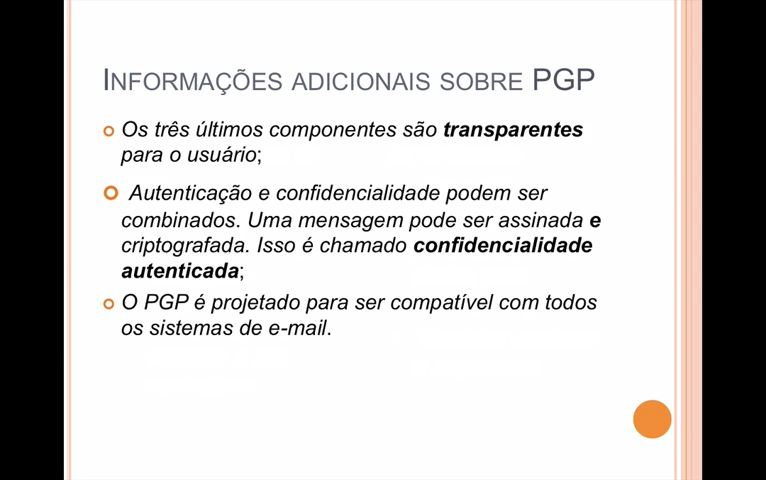 INFORMAÇÕES ADICIONAIS SOBRE PGP
Os três últimos componentes são transparentes
para o usuário;
Autenticação e confidencialidade podem ser
combinados. Uma mensagem pode ser assinada e
criptografada. Isso é chamado confidencialidade
autenticada;
O PGP é projetado para ser compatível com todos
os sistemas de e-mail.